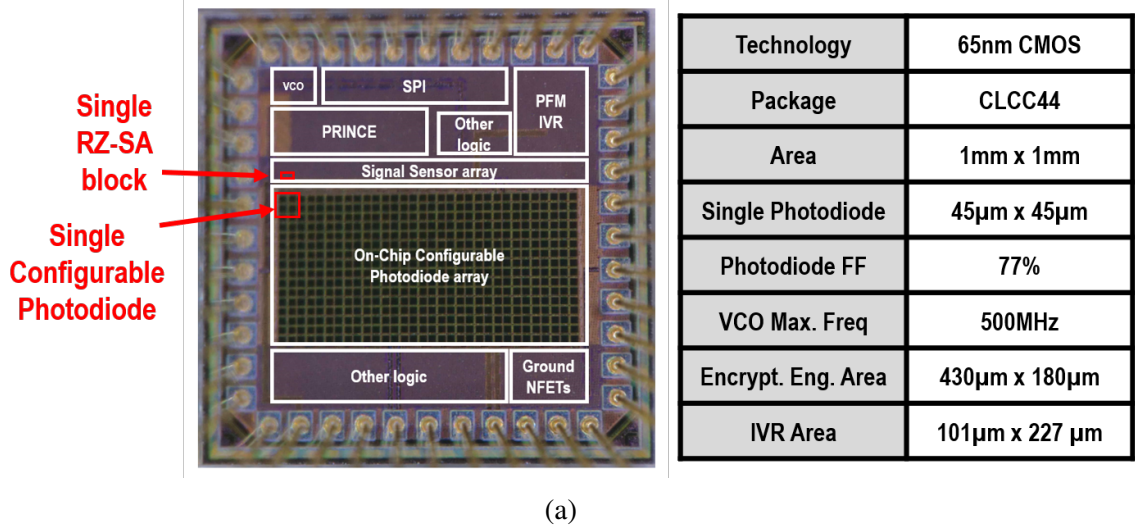 Single
RZ-SA
block
Single
Configurable
Photodiode
VCO
SPI
PFM
IVR
PRINCE
Other
logic
Signal Sensor array
On-Chip Configurable
Photodiode array
Other logic
Ground
NFETs
Technology 65nm CMOS
Package CLCC44
Area 1mm x 1mm
Single Photodiode 45µm x 45µm
Photodiode FF 77%
VCO Max. Freq 500MHz
Encrypt. Eng. Area 430µm x 180µm
IVR Area 101µm x 227 µm
(a)